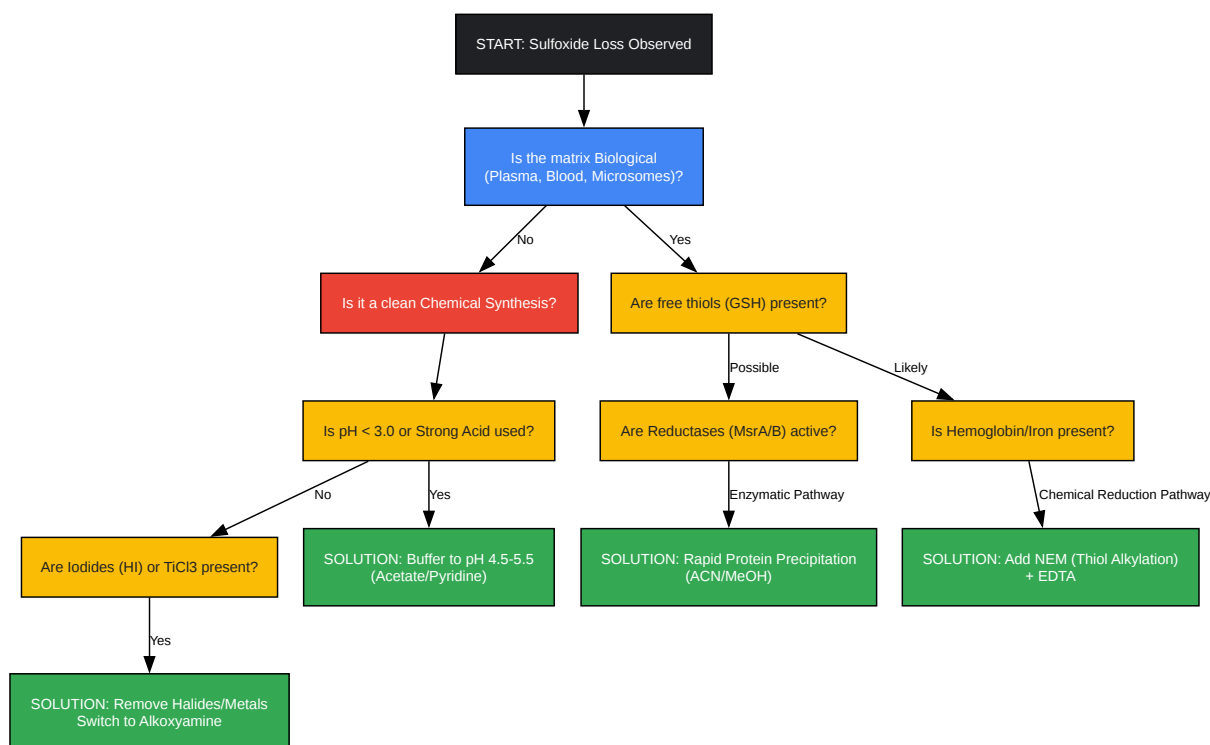 START: Sulfoxide Loss Observed
Is the matrix Biological
(Plasma, Blood, Microsomes)?
No
Yes
Is it a clean Chemical Synthesis?
Are free thiols (GSH) present?
Possible
Likely
Is pH < 3.0 or Strong Acid used?
Are Reductases (MsrA/B) active?
Is Hemoglobin/Iron present?
No
Yes
Enzymatic Pathway
Chemical Reduction Pathway
Are Iodides (HI) or TiCl3 present?
SOLUTION: Buffer to pH 4.5-5.5
(Acetate/Pyridine)
SOLUTION: Rapid Protein Precipitation
(ACN/MeOH)
SOLUTION: Add NEM (Thiol Alkylation)
+ EDTA
Yes
SOLUTION: Remove Halides/Metals
Switch to Alkoxyamine